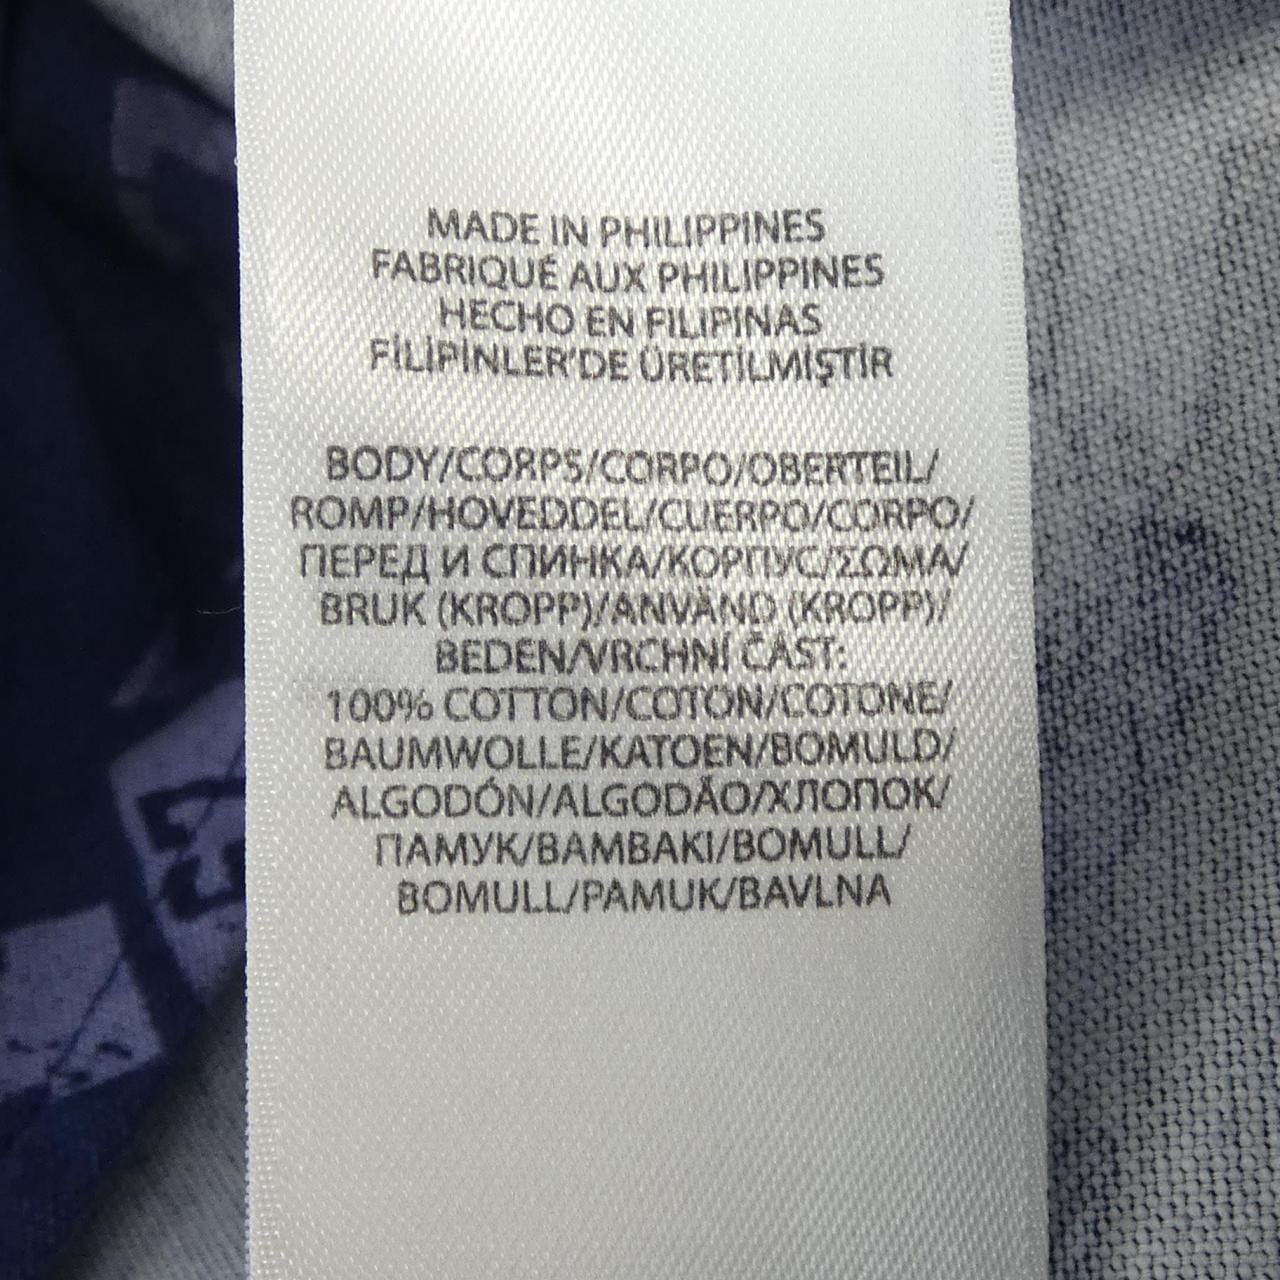 MADE IN PHILIPPINES
FABRIQUÉ AUX PHILIPPINES
HECHO EN FILIPINAS
FİLİPİNLER'DE ÜRETİLMİŞTİR
BODY/CORPS/CORPO/OBERTEIL/
ROMP/HOVEDDEL/CUERPO/CORPO/
ПЕРЕД И СПИНКА/КОРПУС/ΣΩΜΑ/
BRUK (KROPP)/ANVÄND (KROPP)/
BEDEN/VRCHNÍ ČÁST:
100% COTTON/COTON/COTONE/
BAUMWOLLE/KATOEN/BOMULD/
ALGODÓN/ALGODÃO/ХЛОПОК/
ПАМУК/ΒΑΜΒΑΚΙ/BOMULL/
BOMULL/PAMUK/BAVLNA